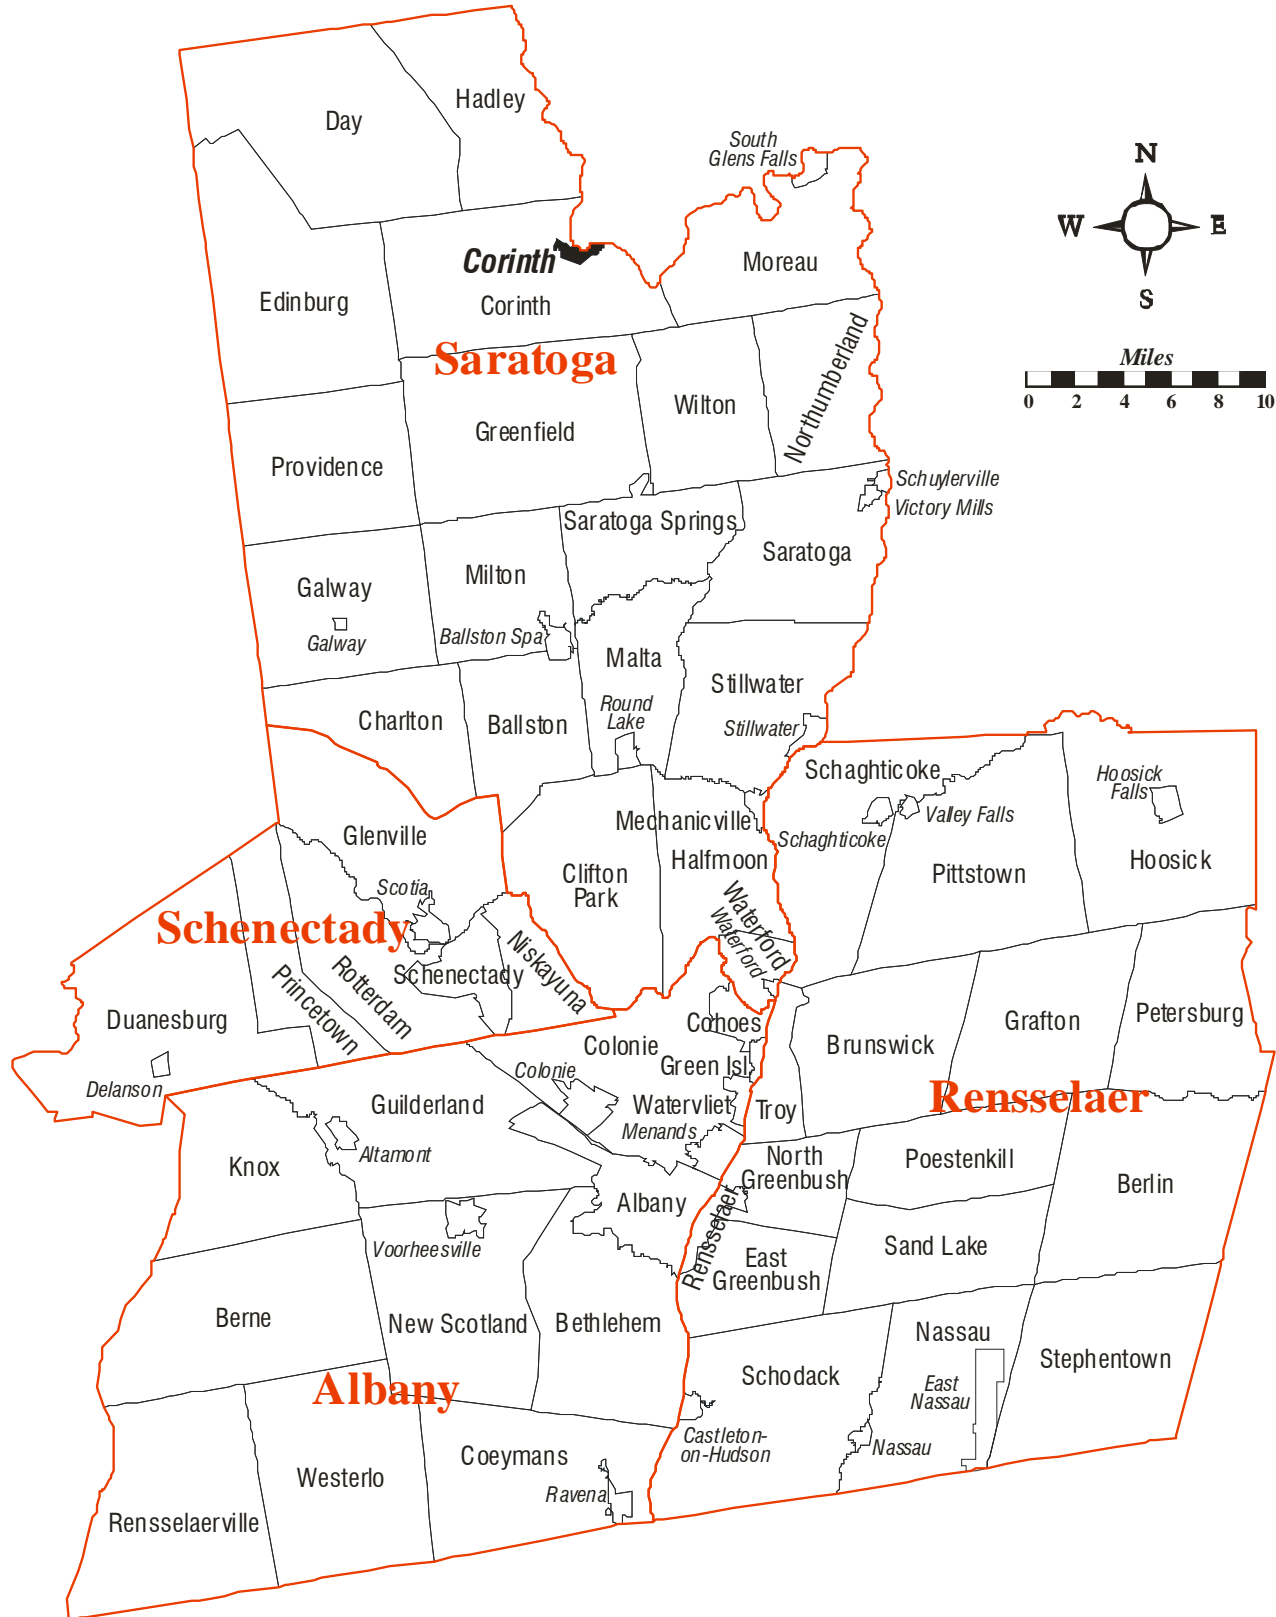 Hadley
Day
South
Glens Falls
N
W
E
S
Corinth
Moreau
Edinburg
Corinth
Saratoga
Miles
0 2 4 6 8 10
Northumberland
Wilton
Greenfield
Providence
Schuylerville
Victory Mills
Saratoga Springs
Saratoga
Milton
Galway
Galway
Ballston Spa
Malta
Stillwater
Round
Lake
Charlton
Ballston
Stillwater
Schaghticoke
Hoosick
Falls
Valley Falls
Mechanicville
Schaghticoke
Glenville
Halfmoon
Hoosick
Clifton
Park
Pittstown
Scotia
Schenectady
Waterford
Waterford
Niskayuna
Schenectady
Rotterdam
Princetown
Duanesburg
Cohoes
Petersburg
Grafton
Brunswick
Colonie
Green Isl.
Colonie
Delanson
Rensselaer
Guilderland
Watervliet
Troy
Menands
Altamont
Knox
North
Greenbush
Poestenkill
Berlin
Albany
Rensselaer
Voorheesville
Sand Lake
East
Greenbush
Berne
New Scotland
Bethlehem
Nassau
Stephentown
Schodack
Albany
East
Nassau
Castleton-
on-Hudson
Nassau
Coeymans
Westerlo
Ravena
Rensselaerville